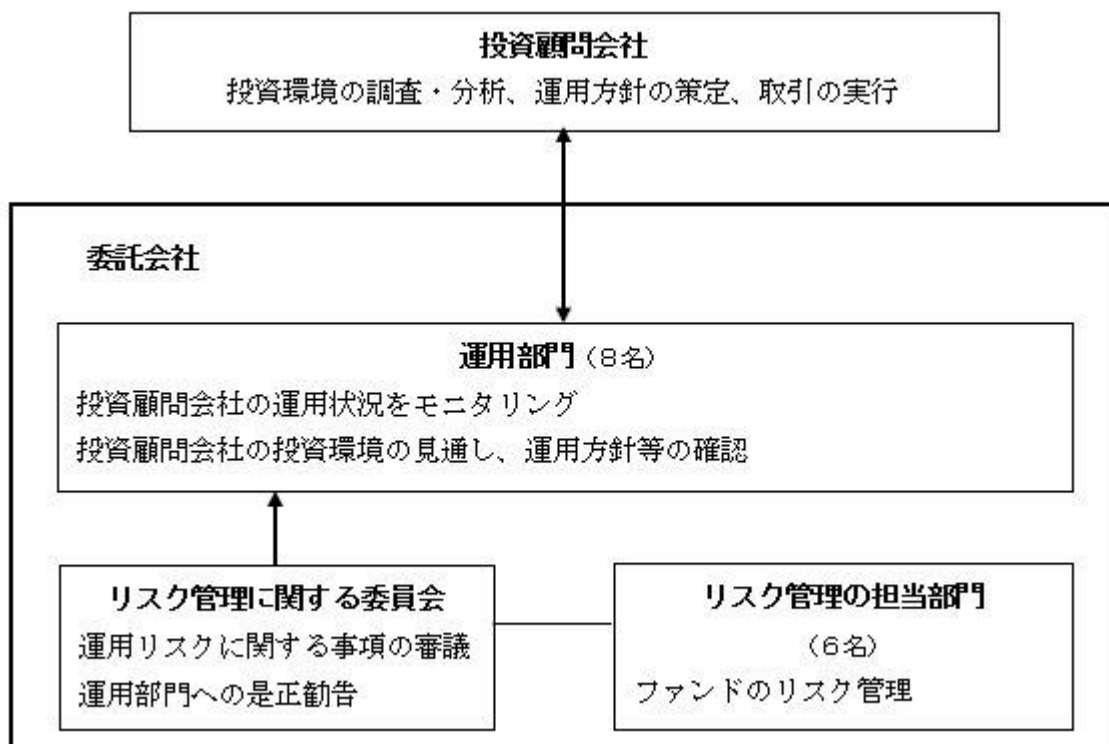 投資顧問会社
投資環境の調査・分析、運用方針の策定、取引の実行
委託会社
運用部門(8名)
投資顧問会社の運用状況をモニタリング
投資顧問会社の投資環境の見通し、運用方針等の確認
リスク管理に関する委員会
運用リスクに関する事項の審議
運用部門への是正勧告
リスク管理の担当部門
(6名)
ファンドのリスク管理